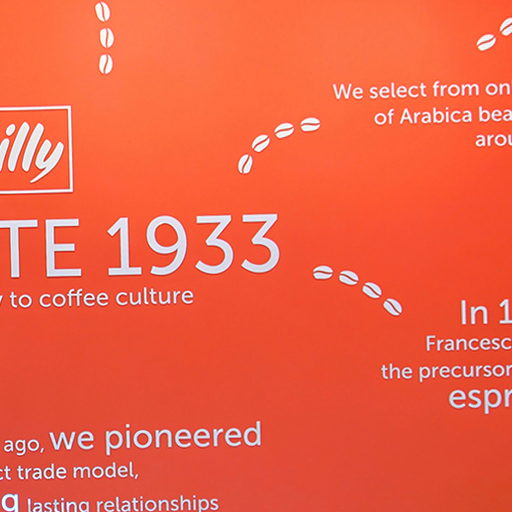 We select from on
of Arabica bea
arou
illy
TE 1933
to coffee culture
In 1
Francesc
the precursor
espr
ago, we pioneered
ct trade model,
g lasting relationships